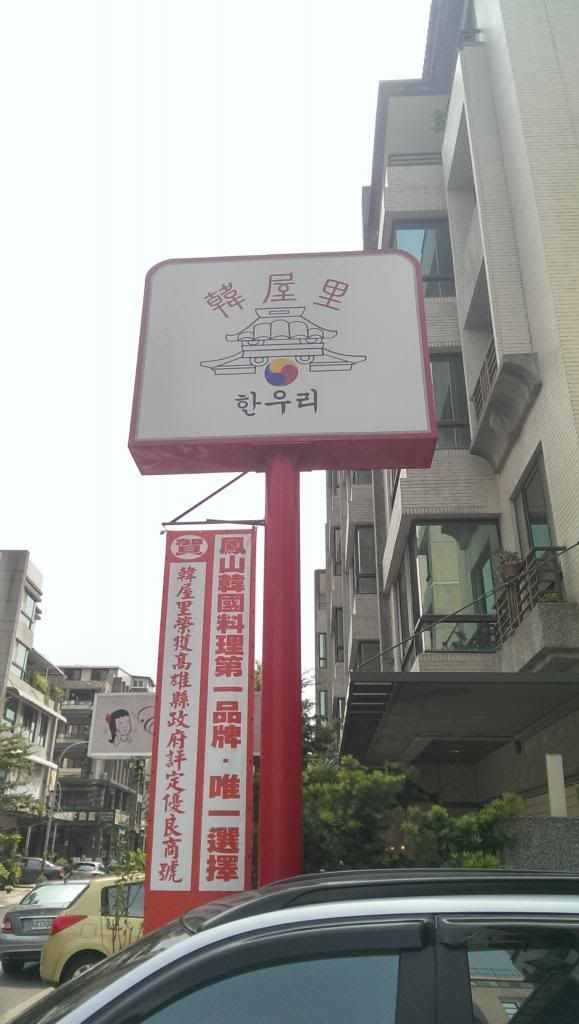 韓屋里
한우리
賀
鳳山韓國料理第一品牌·唯一選擇
韓屋里榮獲高雄縣政府評定優良商號